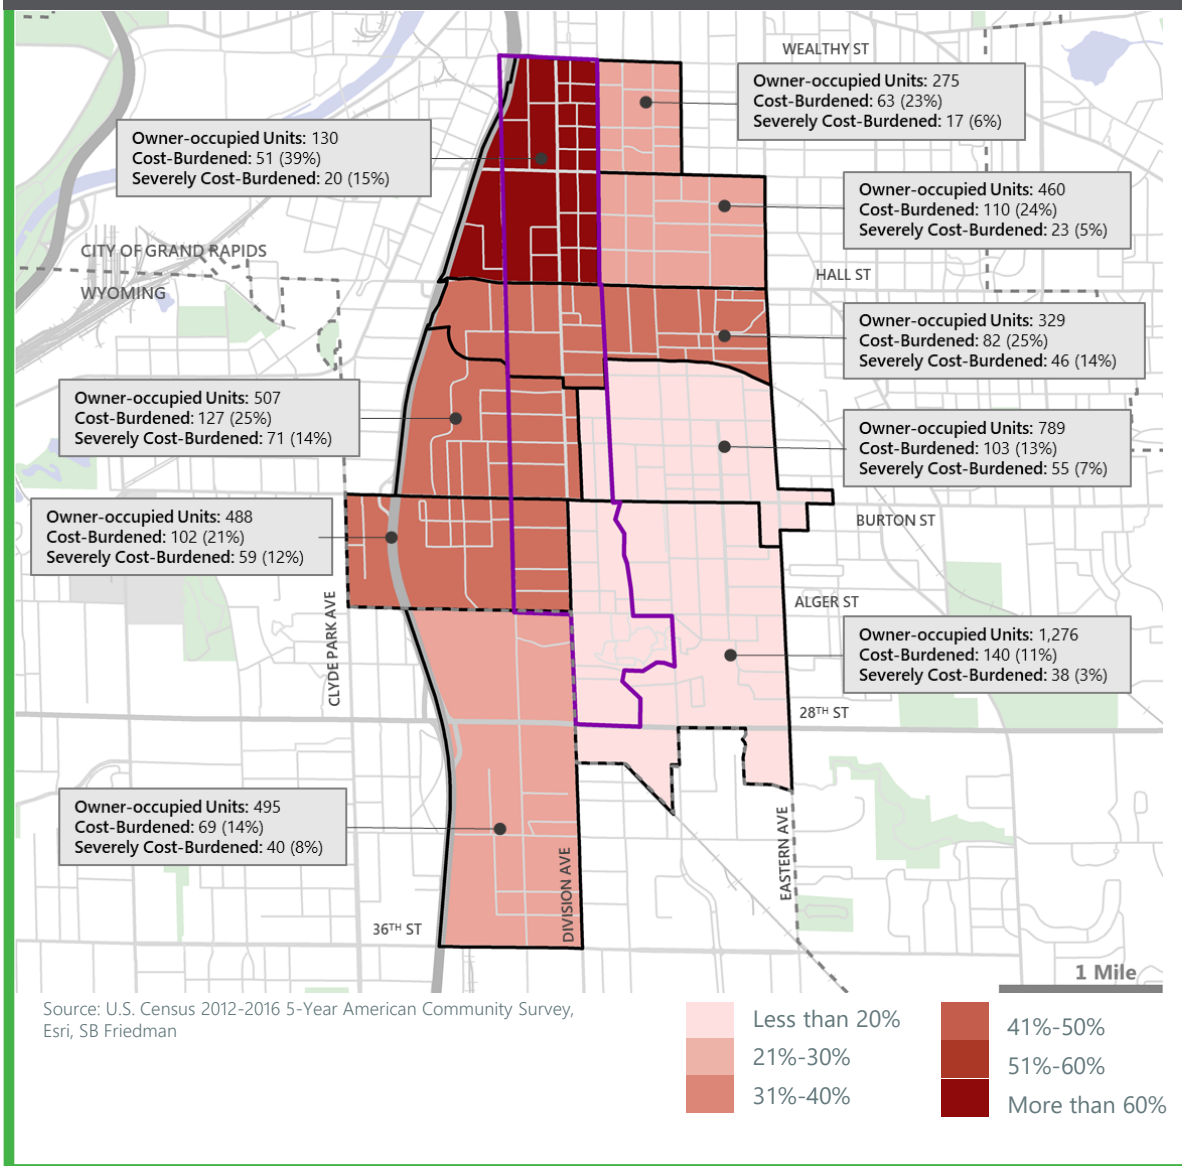 WEALTHY ST
Owner-occupied Units: 275
Cost-Burdened: 63 (23%)
Severely Cost-Burdened: 17 (6%)
Owner-occupied Units: 130
Cost-Burdened: 51 (39%)
Severely Cost-Burdened: 20 (15%)
Owner-occupied Units: 460
Cost-Burdened: 110 (24%)
Severely Cost-Burdened: 23 (5%)
CITY OF GRAND RAPIDS
WYOMING
HALL ST
Owner-occupied Units: 329
Cost-Burdened: 82 (25%)
Severely Cost-Burdened: 46 (14%)
Owner-occupied Units: 507
Cost-Burdened: 127 (25%)
Severely Cost-Burdened: 71 (14%)
Owner-occupied Units: 789
Cost-Burdened: 103 (13%)
Severely Cost-Burdened: 55 (7%)
Owner-occupied Units: 488
Cost-Burdened: 102 (21%)
Severely Cost-Burdened: 59 (12%)
BURTON ST
CLYDE PARK AVE
ALGER ST
Owner-occupied Units: 1,276
Cost-Burdened: 140 (11%)
Severely Cost-Burdened: 38 (3%)
28TH ST
Owner-occupied Units: 495
Cost-Burdened: 69 (14%)
Severely Cost-Burdened: 40 (8%)
DIVISION AVE
EASTERN AVE
36TH ST
1 Mile
Source: U.S. Census 2012-2016 5-Year American Community Survey,
Esri, SB Friedman
Less than 20%
21%-30%
31%-40%
41%-50%
51%-60%
More than 60%